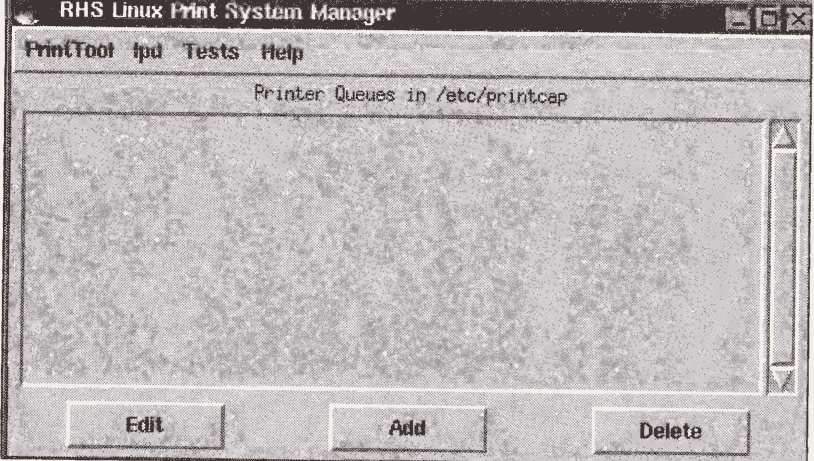 RHS Linux Print System Manager
PrintTool lpd Tests Help
Printer Queues in /etc/printcap
Edit Add Delete